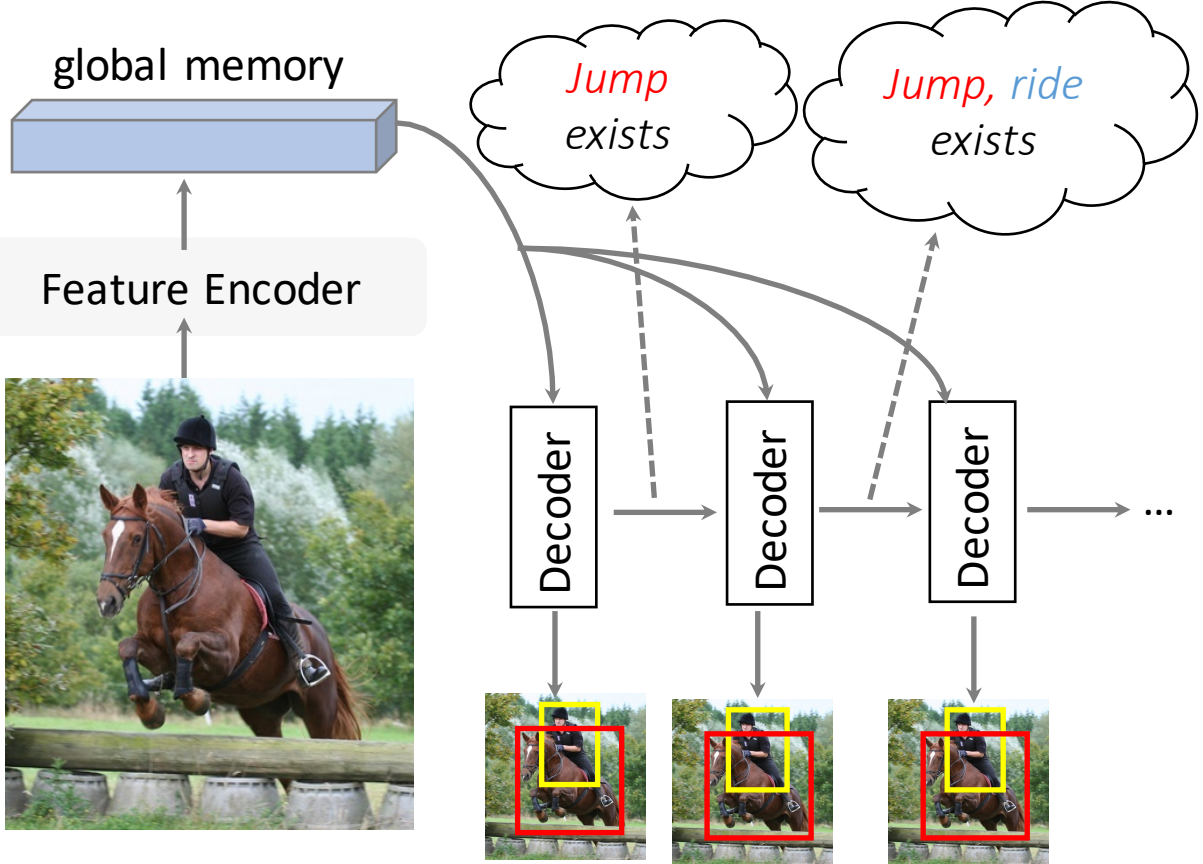 global memory
Jump
exists
Jump, ride
exists
Feature Encoder
Decoder
Decoder
Decoder
...